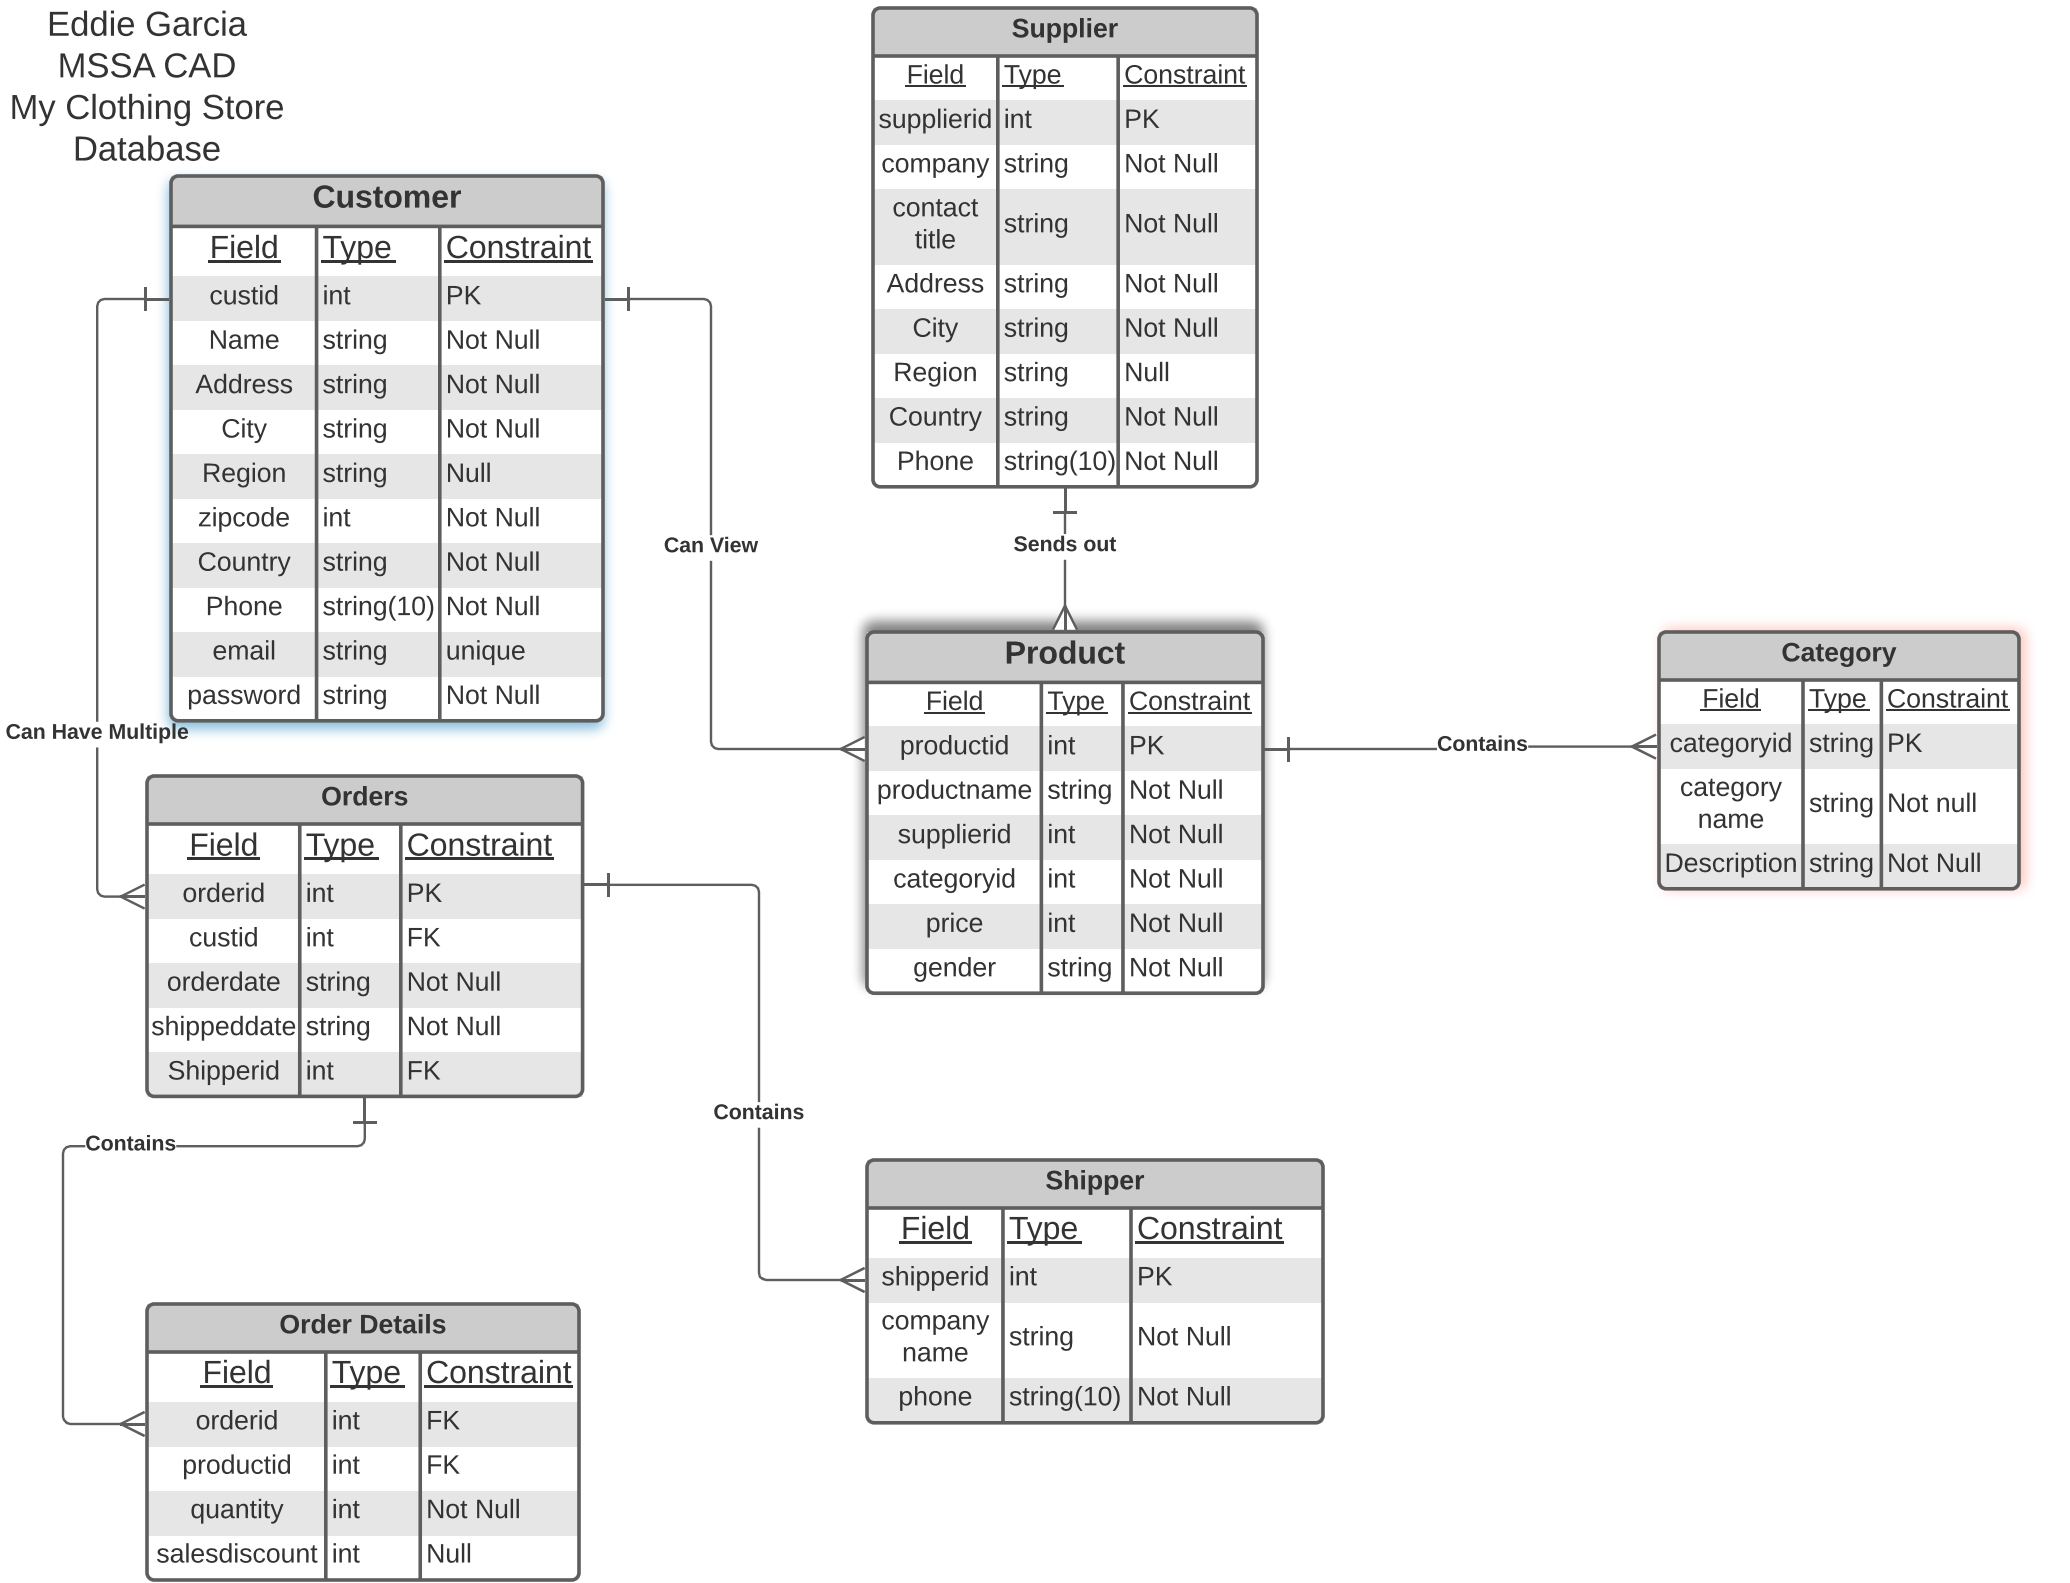 Eddie Garcia
MSSA CAD
My Clothing Store
Database
Customer
Field Type Constraint
custid int PK
Name string Not Null
Address string Not Null
City string Not Null
Region string Null
zipcode int Not Null
Country string Not Null
Phone string(10) Not Null
email string unique
password string Not Null
Supplier
Field Type Constraint
supplierid int PK
company string Not Null
contact
title string Not Null
Address string Not Null
City string Not Null
Region string Null
Country string Not Null
Phone string(10) Not Null
Can View
Sends out
Can Have Multiple
Product
Field Type Constraint
productid int PK
productname string Not Null
supplierid int Not Null
categoryid int Not Null
price int Not Null
gender string Not Null
Contains
Category
Field Type Constraint
categoryid string PK
category
name string Not null
Description string Not Null
Orders
Field Type Constraint
orderid int PK
custid int FK
orderdate string Not Null
shippeddate string Not Null
Shipperid int FK
Contains
Contains
Shipper
Field Type Constraint
shipperid int PK
company
name string Not Null
phone string(10) Not Null
Order Details
Field Type Constraint
orderid int FK
productid int FK
quantity int Not Null
salesdiscount int Null